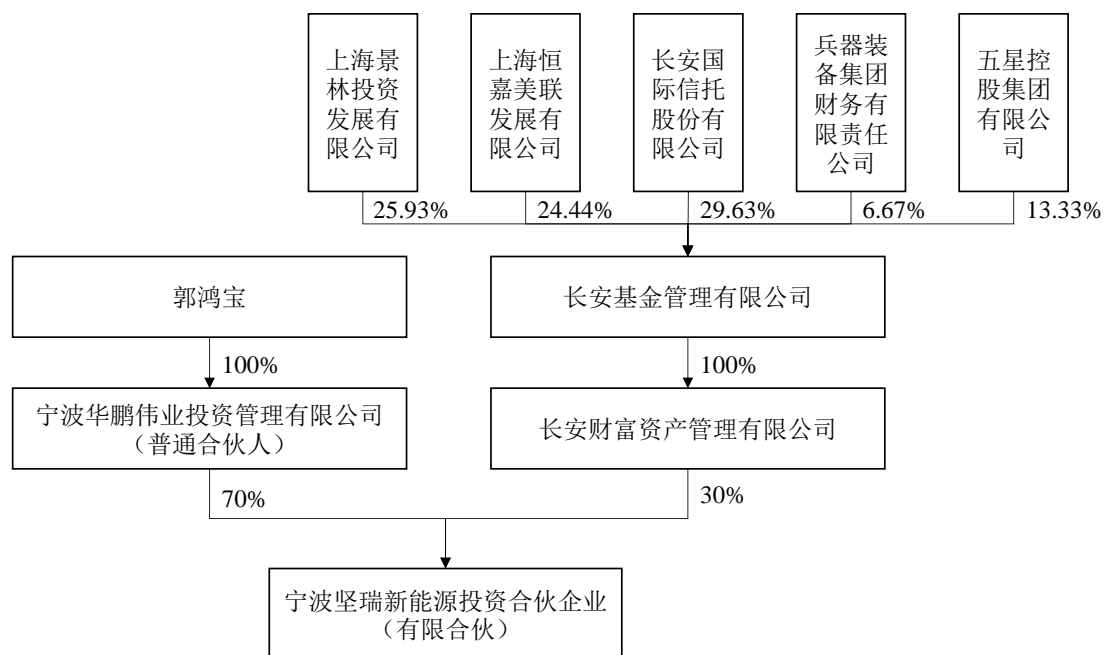 上海景
林投资
发展有
限公司
上海恒
嘉美联
发展有
限公司
长安国
际信托
股份有
限公司
兵器装
备集团
财务有
限责任
公司
五星控
股集团
有限公
司
25.93%
24.44%
29.63%
6.67%
13.33%
郭鸿宝
长安基金管理有限公司
100%
100%
宁波华鹏伟业投资管理有限公司
（普通合伙人）
长安财富资产管理有限公司
70%
30%
宁波坚瑞新能源投资合伙企业
（有限合伙）